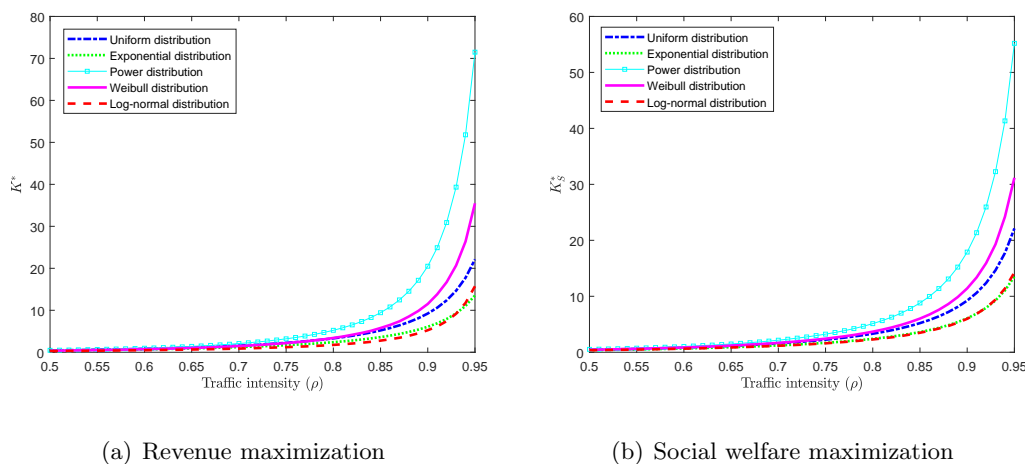 80
70
60
50
40
30
20
10
0
K*
Uniform distribution
Exponential distribution
Power distribution
Weibull distribution
Log-normal distribution
0.5 0.55 0.6 0.65 0.7 0.75 0.8 0.85 0.9 0.95
Traffic intensity (ρ)
(a) Revenue maximization
60
50
40
30
20
10
0
K*S
Uniform distribution
Exponential distribution
Power distribution
Weibull distribution
Log-normal distribution
0.5 0.55 0.6 0.65 0.7 0.75 0.8 0.85 0.9 0.95
Traffic intensity (ρ)
(b) Social welfare maximization